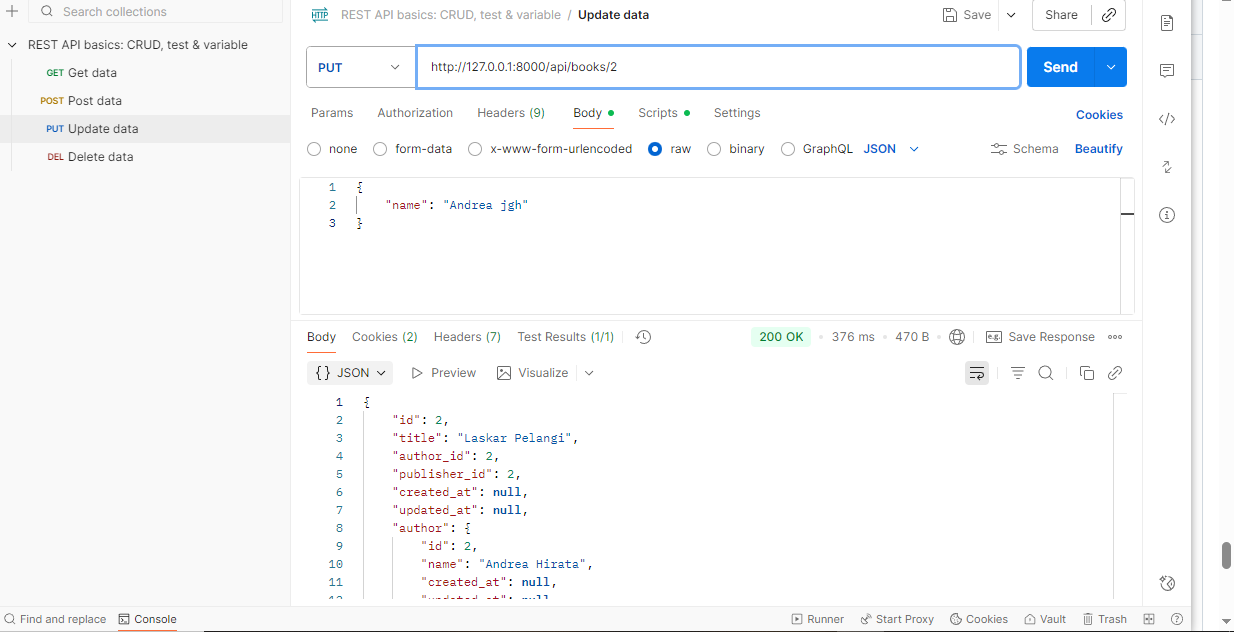 Search collections
REST API basics: CRUD, test & variable
GET Get data
POST Post data
PUT Update data
DEL Delete data
HTTP REST API basics: CRUD, test & variable / Update data
Save
Share
PUT
http://127.0.0.1:8000/api/books/2
Send
Params Authorization Headers (9) Body Scripts Settings
Cookies
none form-data x-www-form-urlencoded raw binary GraphQL JSON
Schema Beautify
1 {
2 "name": "Andrea jgh"
3 }
Body Cookies (2) Headers (7) Test Results (1/1)
200 OK • 376 ms • 470 B • e.g. Save Response
{} JSON Preview Visualize
1 {
2 "id": 2,
3 "title": "Laskar Pelangi",
4 "author_id": 2,
5 "publisher_id": 2,
6 "created_at": null,
7 "updated_at": null,
8 "author": {
9 "id": 2,
10 "name": "Andrea Hirata",
11 "created_at": null,
12 "updated_at": null
Find and replace Console
Runner Start Proxy Cookies Vault Trash